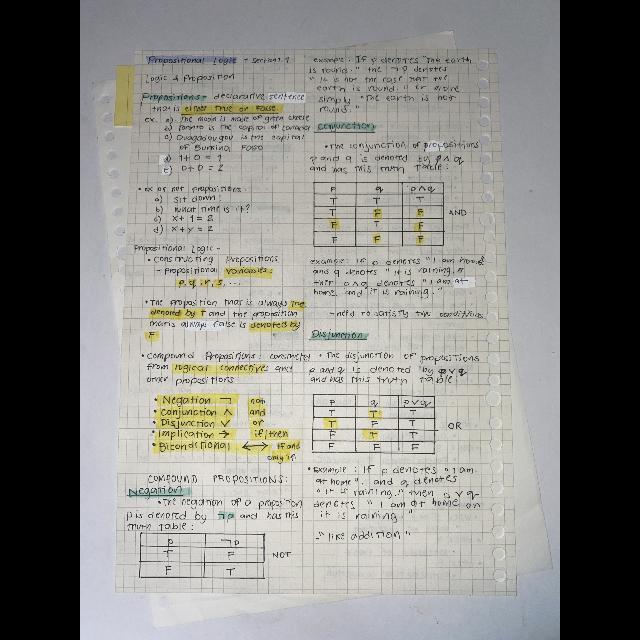 Propositional Logic - section 1.1
Logic & Proposition
Propositions - declarative sentence
that is either True or False.
ex. a) The moon is made of green cheese
b) Toronto is the capital of Canada
c) Ouagadougou is the capital
of Burkina Faso
d) 1 + 0 = 1
e) 0 + 0 = 2
• ex of not propositions:
a) sit down!
b) what time is it?
c) x + 1 = 2
d) x + y = z
Propositional Logic -
• constructing propositions
- propositional variables:
p, q, r, s, ...
• The proposition that is always True
denoted by T and the proposition
that is always false is denoted by
F
• Compound Propositions: construct
from logical connectives and
other propositions
• Negation ¬ not
• Conjunction ∧ and
• Disjunction ∨ or
• Implication → if/then
• Biconditional ↔ if and
only if
COMPOUND PROPOSITIONS:
Negation
• The negation of a proposition
p is denoted by ¬p and has this
truth table:
p ¬p
T F
F T
NOT
example: If p denotes "the earth
is round." the ¬p denotes
"it is not the case that the
earth is round." or more
simply "The earth is not
round."
Conjunction
• The conjunction of propositions
p and q is denoted by p∧q
and has this truth table:
p q p∧q
T T T
T F F
F T F
F F F
AND
example: If p denotes "I am home"
and q denotes "it is raining."
then p∧q denotes "I am at
home and it is raining."
- need to satisfy two conditions
Disjunction
• The disjunction of propositions
p and q is denoted by p∨q
and has this truth table:
p q p∨q
T T T
T F T
F T T
F F F
OR
• Example: If p denotes "I am
at home". and q denotes
"it is raining." then p∨q
denotes "I am at home or
it is raining."
- "like addition"